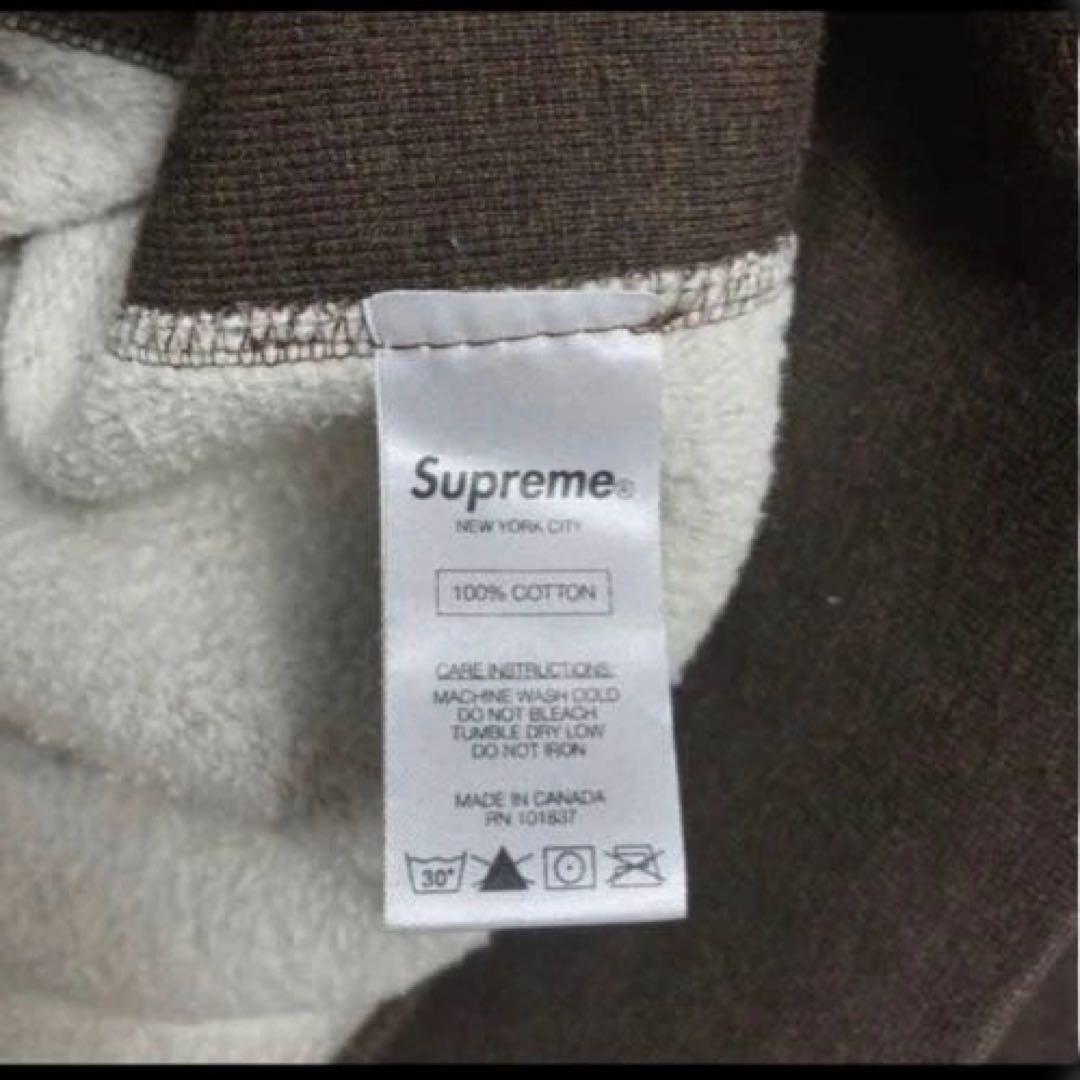 Supreme®
NEW YORK CITY
100% COTTON
CARE INSTRUCTIONS:
MACHINE WASH COLD
DO NOT BLEACH
TUMBLE DRY LOW
DO NOT IRON
MADE IN CANADA
RN 101837
30°